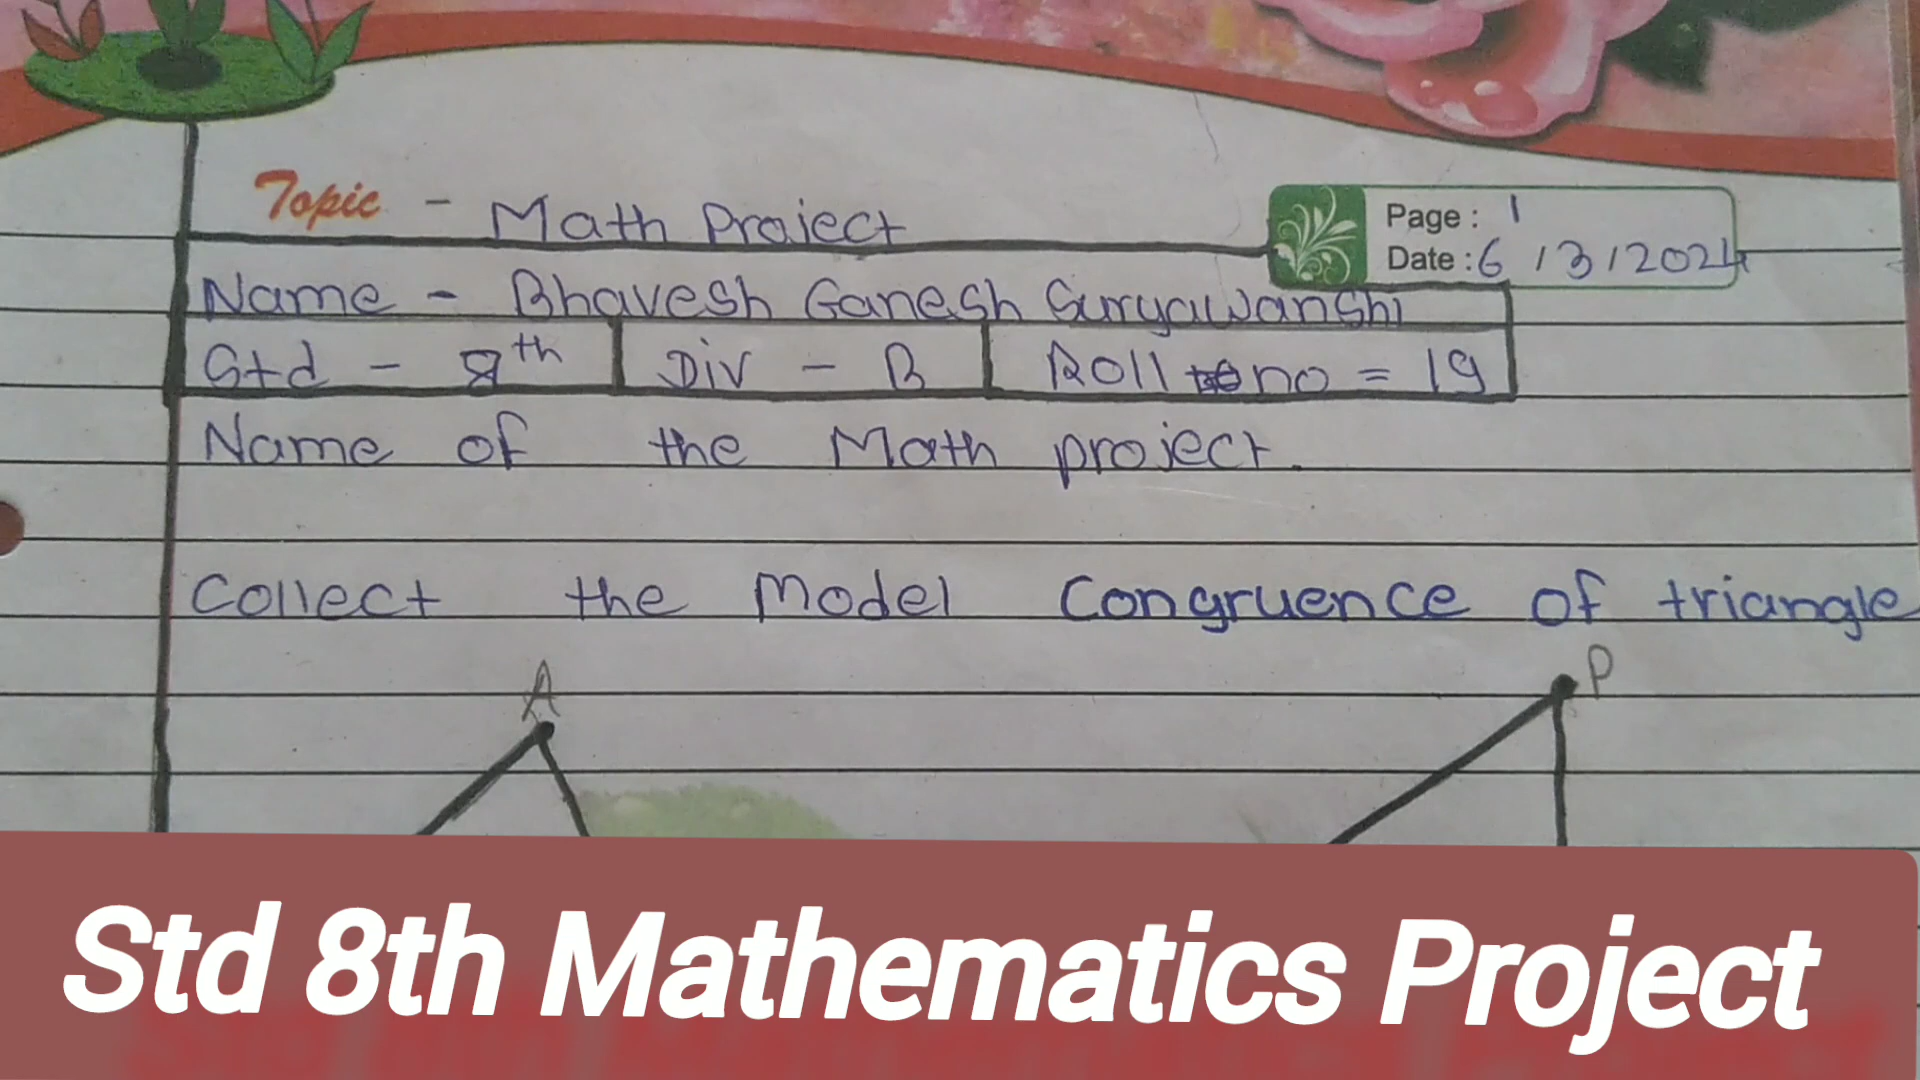 Topic - Math Project
Page : 1
Date : 6 / 3 / 2024
Name - Bhavesh Ganesh Suryawanshi
Std - 8th Div - B Roll no = 19
Name of the Math project.
Collect the Model Congruence of triangle
A P
Std 8th Mathematics Project